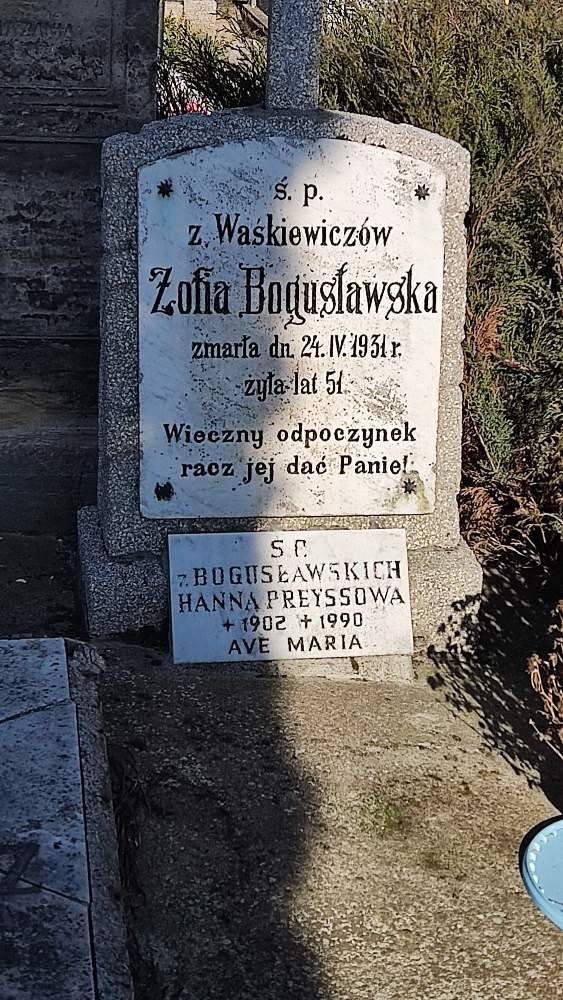 ś. p.
z Waśkiewiczów
Zofia Bogusławska
zmarła dn. 24. IV. 1931 r.
żyła lat 51.
Wieczny odpoczynek
racz jej dać Panie!
Ś. P.
z BOGUSŁAWSKICH
HANNA PREYSSOWA
+ 1902 + 1990
AVE MARIA